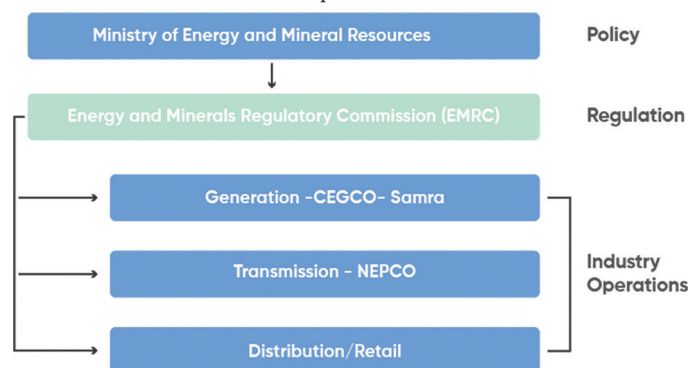 Ministry of Energy and Mineral Resources
Policy
Energy and Minerals Regulatory Commission (EMRC)
Regulation
Generation -CEGCO- Samra
Transmission - NEPCO
Industry
Operations
Distribution/Retail